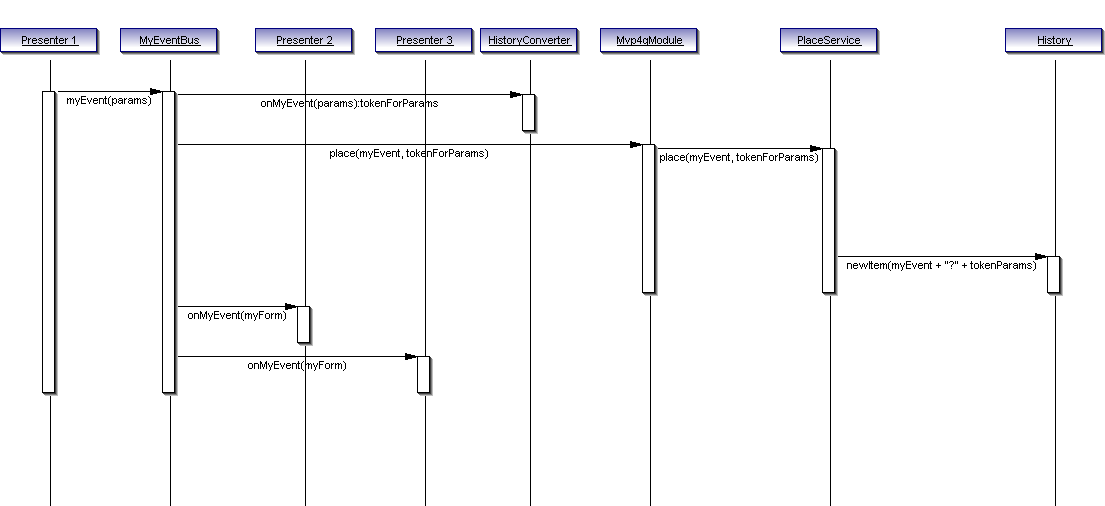 Presenter 1
MyEventBus
Presenter 2
Presenter 3
HistoryConverter
Mvp4gModule
PlaceService
History
myEvent(params)
onMyEvent(params):tokenForParams
place(myEvent, tokenForParams)
place(myEvent, tokenForParams)
newItem(myEvent + "?" + tokenParams)
onMyEvent(myForm)
onMyEvent(myForm)